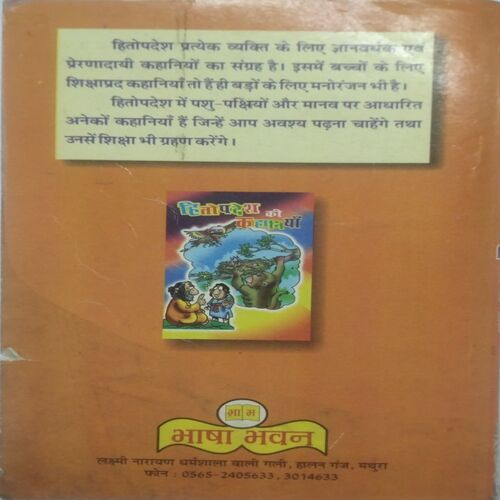 हितोपदेश प्रत्येक व्यक्ति के लिए ज्ञानवर्धक एवं
प्रेरणादायी कहानियों का संग्रह है। इसमें बच्चों के लिए
शिक्षाप्रद कहानियाँ तो हैं ही बड़ों के लिए मनोरंजन भी है।
हितोपदेश में पशु-पक्षियों और मानव पर आधारित
अनेकों कहानियाँ हैं जिन्हें आप अवश्य पढ़ना चाहेंगे तथा
उनसें शिक्षा भी ग्रहण करेंगे।
हितोपदेश की
कहानियाँ
भा भ
भाषा भवन
लक्ष्मी नारायण धर्मशाला वाली गली, हालन गंज, मथुरा
फोन : 0565-2405633, 3014633